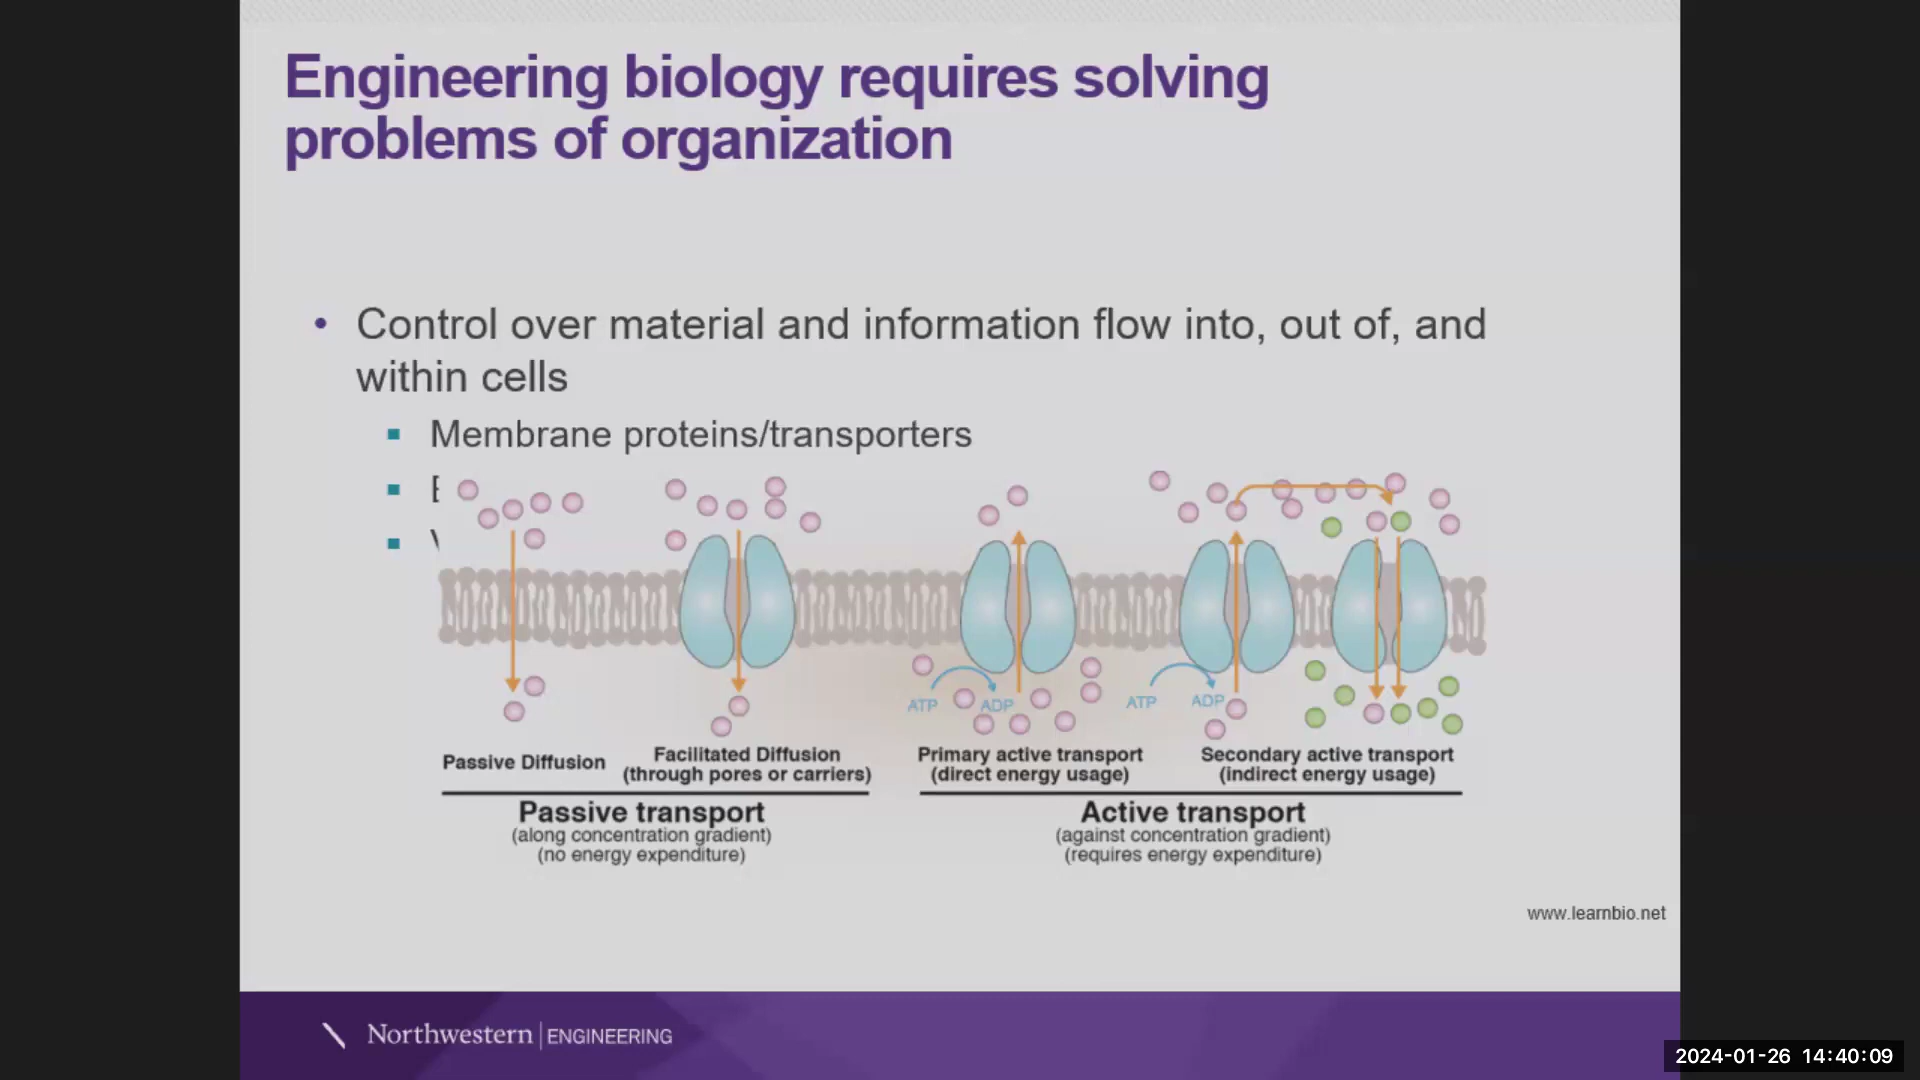 Engineering biology requires solving
problems of organization
• Control over material and information flow into, out of, and
within cells
▪ Membrane proteins/transporters
ATP
ADP
ATP
ADP
Passive Diffusion
Facilitated Diffusion
(through pores or carriers)
Primary active transport
(direct energy usage)
Secondary active transport
(indirect energy usage)
Passive transport
(along concentration gradient)
(no energy expenditure)
Active transport
(against concentration gradient)
(requires energy expenditure)
www.learnbio.net
Northwestern | ENGINEERING
2024-01-26 14:40:09